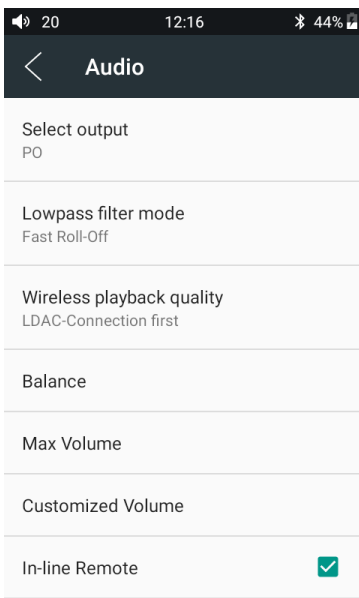 20 12:16 44%
Audio
Select output
PO
Lowpass filter mode
Fast Roll-Off
Wireless playback quality
LDAC-Connection first
Balance
Max Volume
Customized Volume
In-line Remote